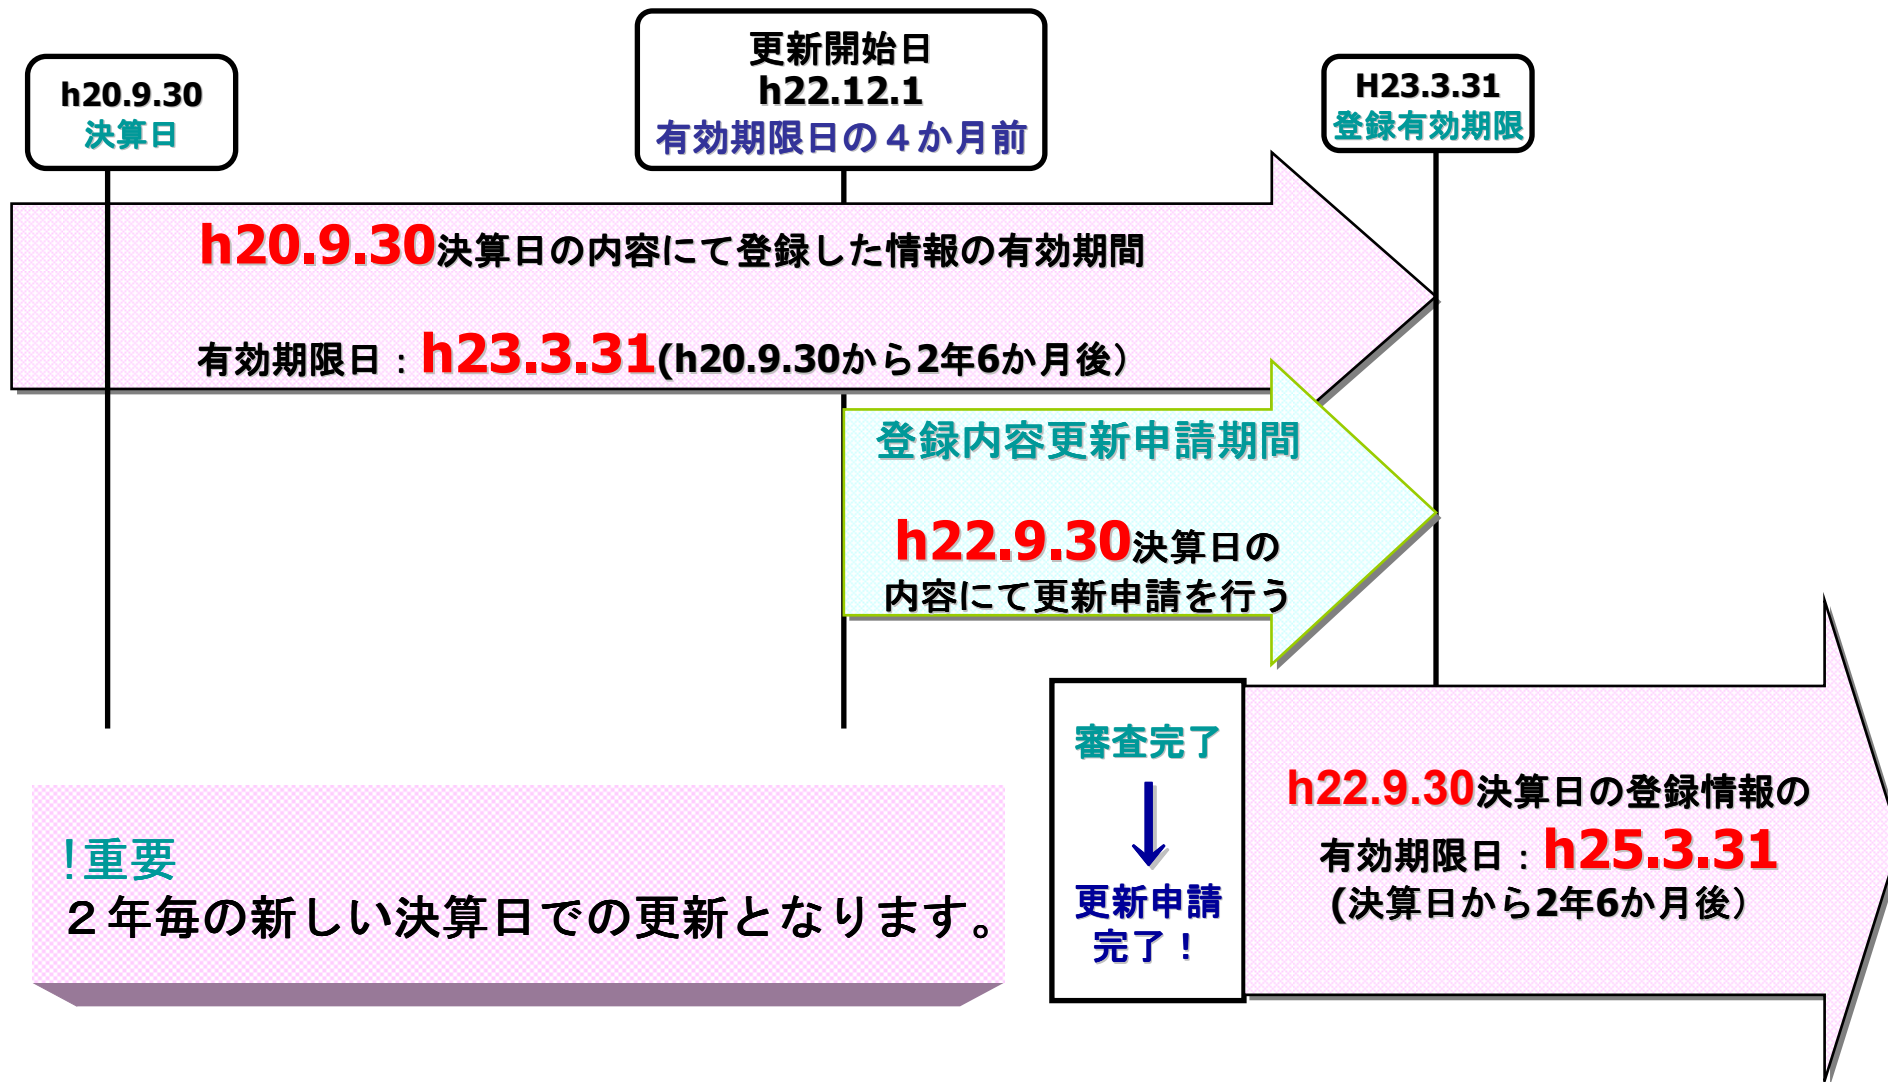 h20.9.30
決算日
更新開始日
h22.12.1
有効期限日の４か月前
H23.3.31
登録有効期限
h20.9.30決算日の内容にて登録した情報の有効期間
有効期限日：h23.3.31(h20.9.30から2年6か月後）
登録内容更新申請期間
h22.9.30決算日の
内容にて更新申請を行う
審査完了
更新申請
完了！
h22.9.30決算日の登録情報の
有効期限日：h25.3.31
(決算日から2年6か月後）
!重要
２年毎の新しい決算日での更新となります。